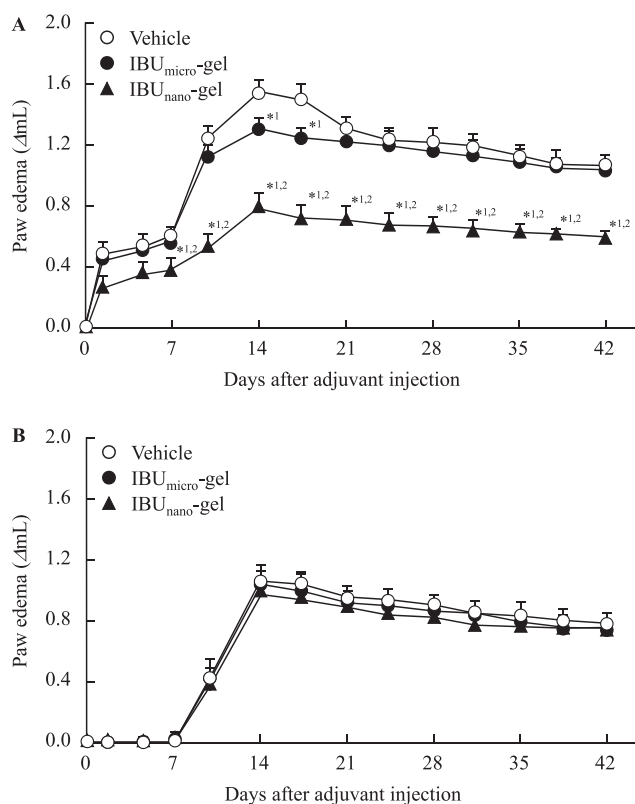 A
Vehicle
IBUmicro-gel
IBUnano-gel
2.0
1.6
1.2
0.8
0.4
0.0
Paw edema (ΔmL)
*1
*1
*1,2
*1,2
*1,2
*1,2
*1,2
*1,2
*1,2
*1,2
*1,2
*1,2
*1,2
0 7 14 21 28 35 42
Days after adjuvant injection
B
Vehicle
IBUmicro-gel
IBUnano-gel
2.0
1.6
1.2
0.8
0.4
0.0
Paw edema (ΔmL)
0 7 14 21 28 35 42
Days after adjuvant injection